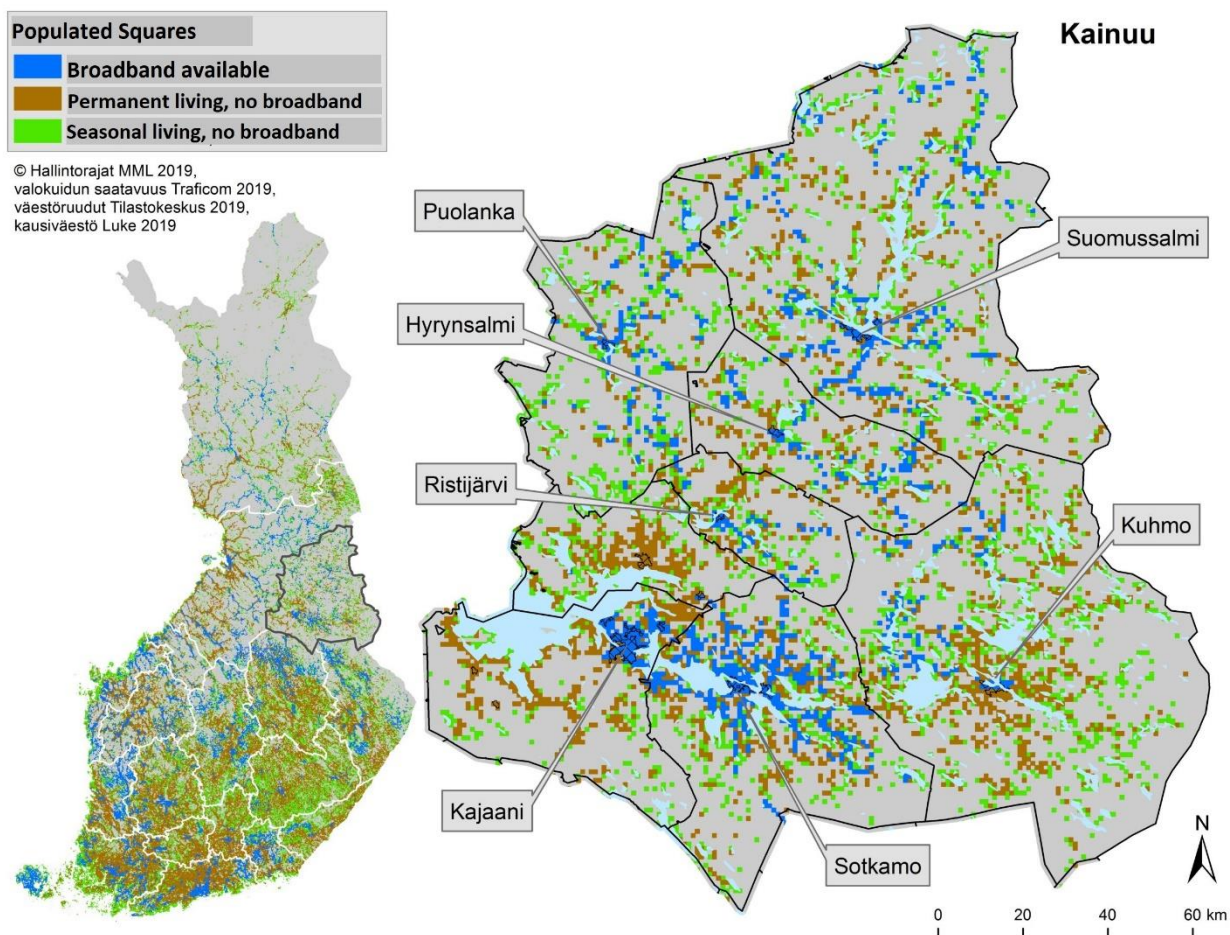 Populated Squares
Broadband available
Permanent living, no broadband
Seasonal living, no broadband
© Hallintorajat MML 2019,
valokuidun saatavuus Traficom 2019,
väestöruudut Tilastokeskus 2019,
kausiväestö Luke 2019
Kainuu
Puolanka
Suomussalmi
Hyrynsalmi
Ristijärvi
Kuhmo
Kajaani
Sotkamo
N
0 20 40 60 km